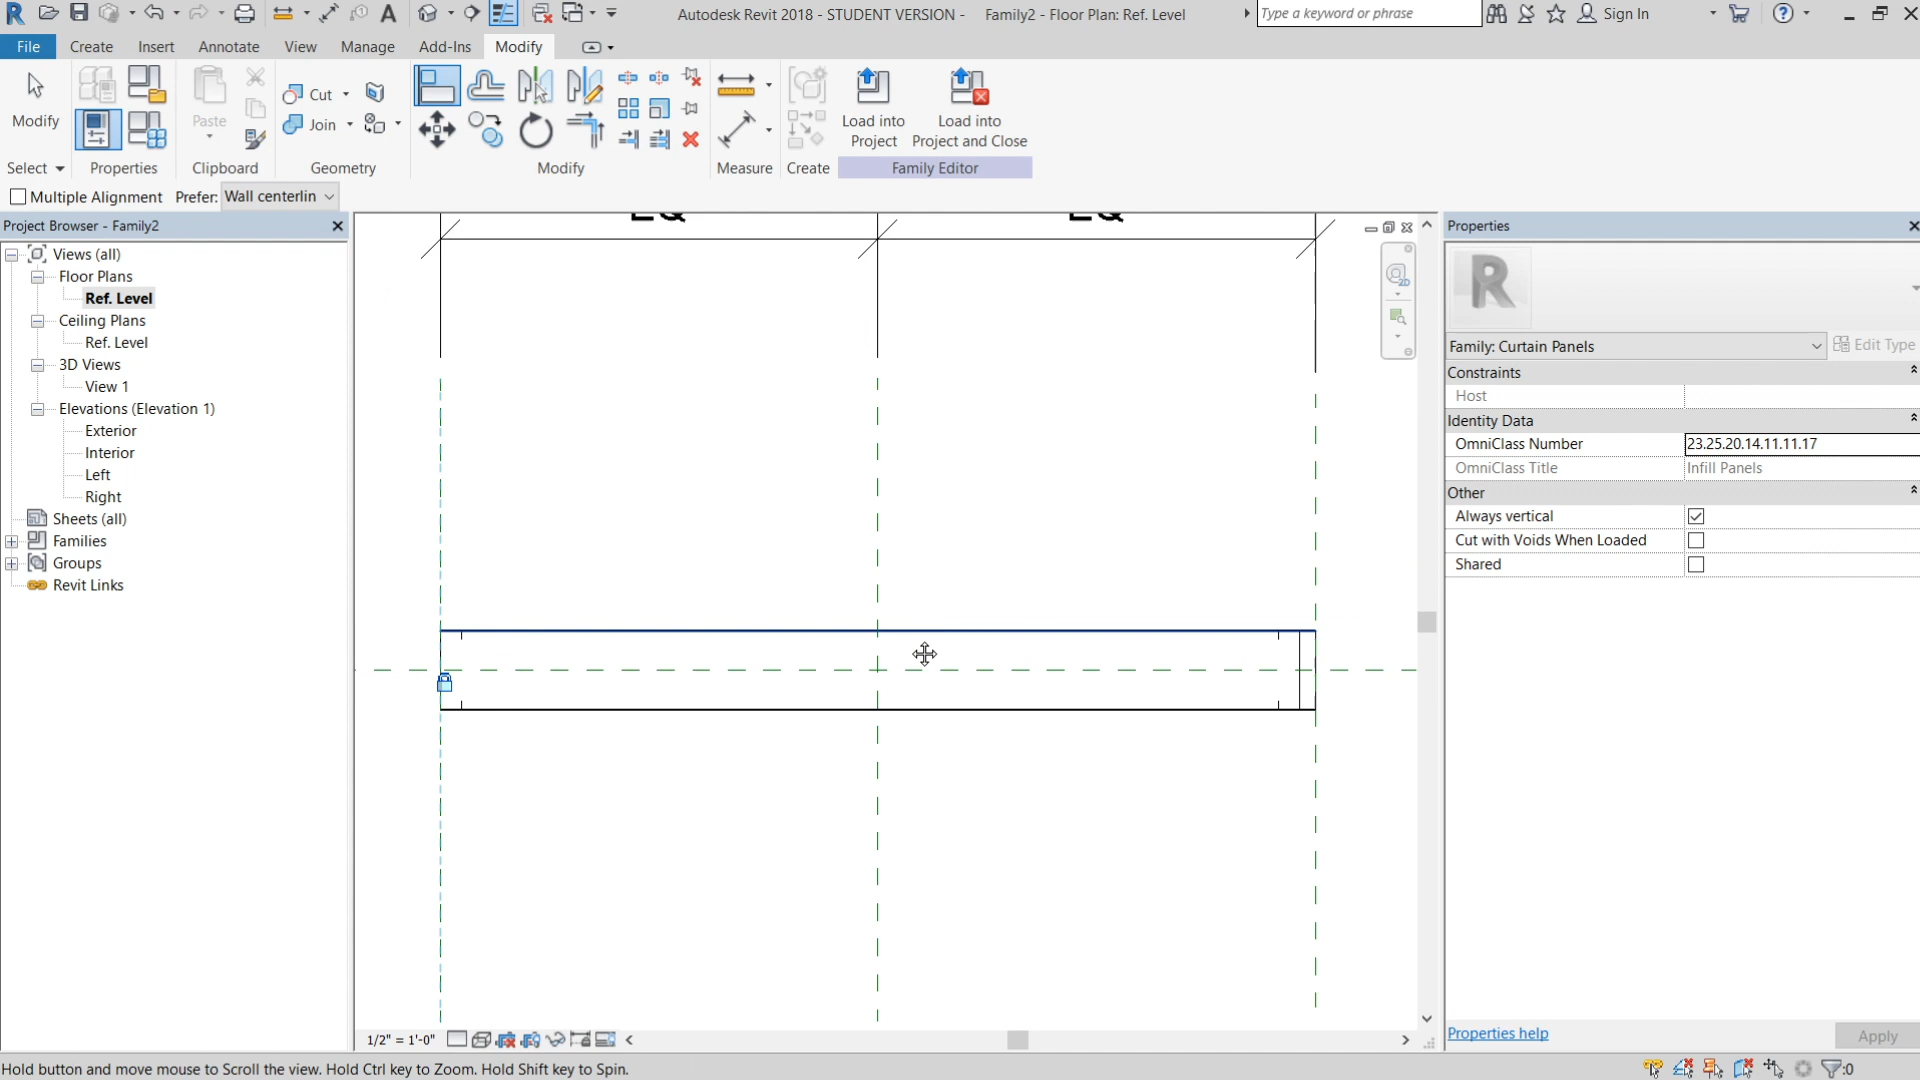 Autodesk Revit 2018 - STUDENT VERSION - Family2 - Floor Plan: Ref. Level
Type a keyword or phrase
Sign In
File Create Insert Annotate View Manage Add-Ins Modify
Modify
Paste
Cut
Join
Load into Project
Load into Project and Close
Select Properties Clipboard Geometry Modify Measure Create Family Editor
Multiple Alignment Prefer: Wall centerlin
Project Browser - Family2
Views (all)
Floor Plans
Ref. Level
Ceiling Plans
Ref. Level
3D Views
View 1
Elevations (Elevation 1)
Exterior
Interior
Left
Right
Sheets (all)
Families
Groups
Revit Links
EQ EQ
2D
Properties
R
Family: Curtain Panels
Edit Type
Constraints
Host
Identity Data
OmniClass Number 23.25.20.14.11.11.17
OmniClass Title Infill Panels
Other
Always vertical
Cut with Voids When Loaded
Shared
Properties help
Apply
1/2" = 1'-0"
Hold button and move mouse to Scroll the view. Hold Ctrl key to Zoom. Hold Shift key to Spin.
:0